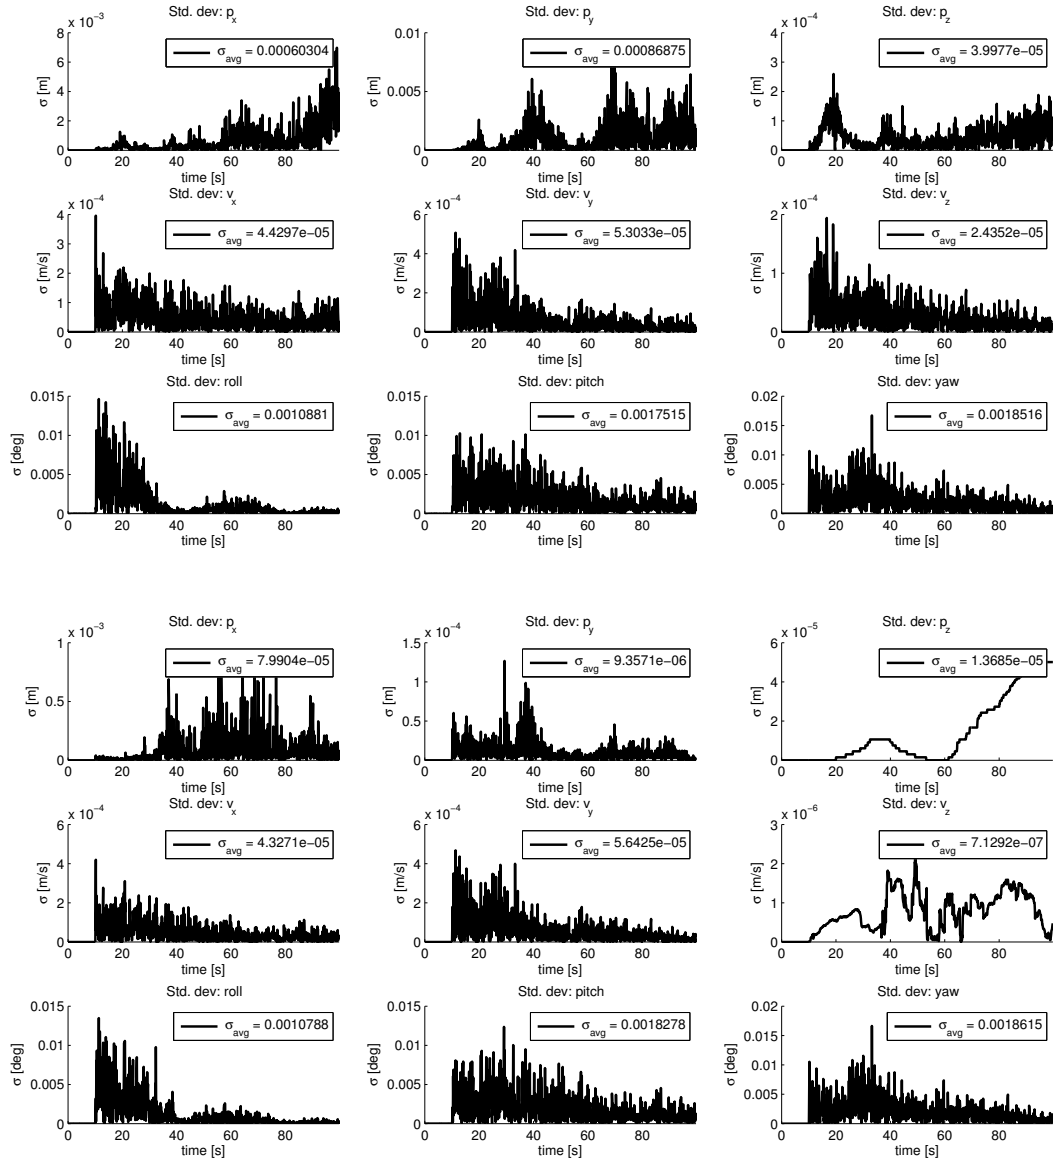 Std. dev: p_x
x 10^-3
8
6
4
2
0
σ [m]
σ_avg = 0.00060304
0 20 40 60 80
time [s]
Std. dev: p_y
0.01
0.005
0
σ [m]
σ_avg = 0.00086875
0 20 40 60 80
time [s]
Std. dev: p_z
x 10^-4
4
3
2
1
0
σ [m]
σ_avg = 3.9977e−05
0 20 40 60 80
time [s]
Std. dev: v_x
x 10^-4
4
3
2
1
0
σ [m/s]
σ_avg = 4.4297e−05
0 20 40 60 80
time [s]
Std. dev: v_y
x 10^-4
6
4
2
0
σ [m/s]
σ_avg = 5.3033e−05
0 20 40 60 80
time [s]
Std. dev: v_z
x 10^-4
2
1
0
σ [m/s]
σ_avg = 2.4352e−05
0 20 40 60 80
time [s]
Std. dev: roll
0.015
0.01
0.005
0
σ [deg]
σ_avg = 0.0010881
0 20 40 60 80
time [s]
Std. dev: pitch
0.015
0.01
0.005
0
σ [deg]
σ_avg = 0.0017515
0 20 40 60 80
time [s]
Std. dev: yaw
0.02
0.015
0.01
0.005
0
σ [deg]
σ_avg = 0.0018516
0 20 40 60 80
time [s]
Std. dev: p_x
x 10^-3
1
0.5
0
σ [m]
σ_avg = 7.9904e−05
0 20 40 60 80
time [s]
Std. dev: p_y
x 10^-4
1.5
1
0.5
0
σ [m]
σ_avg = 9.3571e−06
0 20 40 60 80
time [s]
Std. dev: p_z
x 10^-5
6
4
2
0
σ [m]
σ_avg = 1.3685e−05
0 20 40 60 80
time [s]
Std. dev: v_x
x 10^-4
6
4
2
0
σ [m/s]
σ_avg = 4.3271e−05
0 20 40 60 80
time [s]
Std. dev: v_y
x 10^-4
6
4
2
0
σ [m/s]
σ_avg = 5.6425e−05
0 20 40 60 80
time [s]
Std. dev: v_z
x 10^-6
3
2
1
0
σ [m/s]
σ_avg = 7.1292e−07
0 20 40 60 80
time [s]
Std. dev: roll
0.015
0.01
0.005
0
σ [deg]
σ_avg = 0.0010788
0 20 40 60 80
time [s]
Std. dev: pitch
0.015
0.01
0.005
0
σ [deg]
σ_avg = 0.0018278
0 20 40 60 80
time [s]
Std. dev: yaw
0.02
0.015
0.01
0.005
0
σ [deg]
σ_avg = 0.0018615
0 20 40 60 80
time [s]